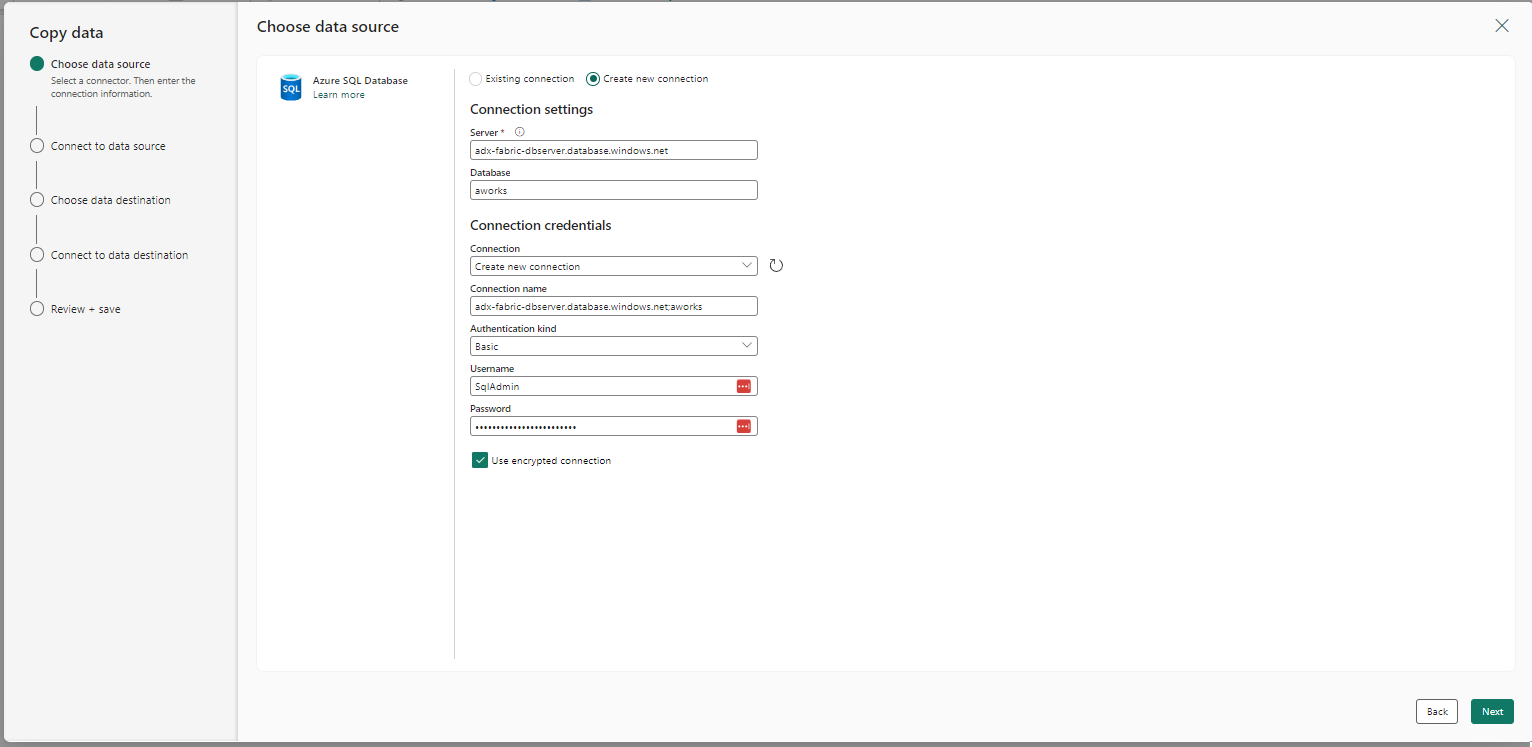 Copy data
Choose data source
Select a connector. Then enter the
connection information.
Connect to data source
Choose data destination
Connect to data destination
Review + save
Choose data source
SQL
Azure SQL Database
Learn more
Existing connection
Create new connection
Connection settings
Server *
adx-fabric-dbserver.database.windows.net
Database
aworks
Connection credentials
Connection
Create new connection
Connection name
adx-fabric-dbserver.database.windows.net;aworks
Authentication kind
Basic
Username
SqlAdmin
Password
••••••••••••••••••••••••
Use encrypted connection
Back
Next